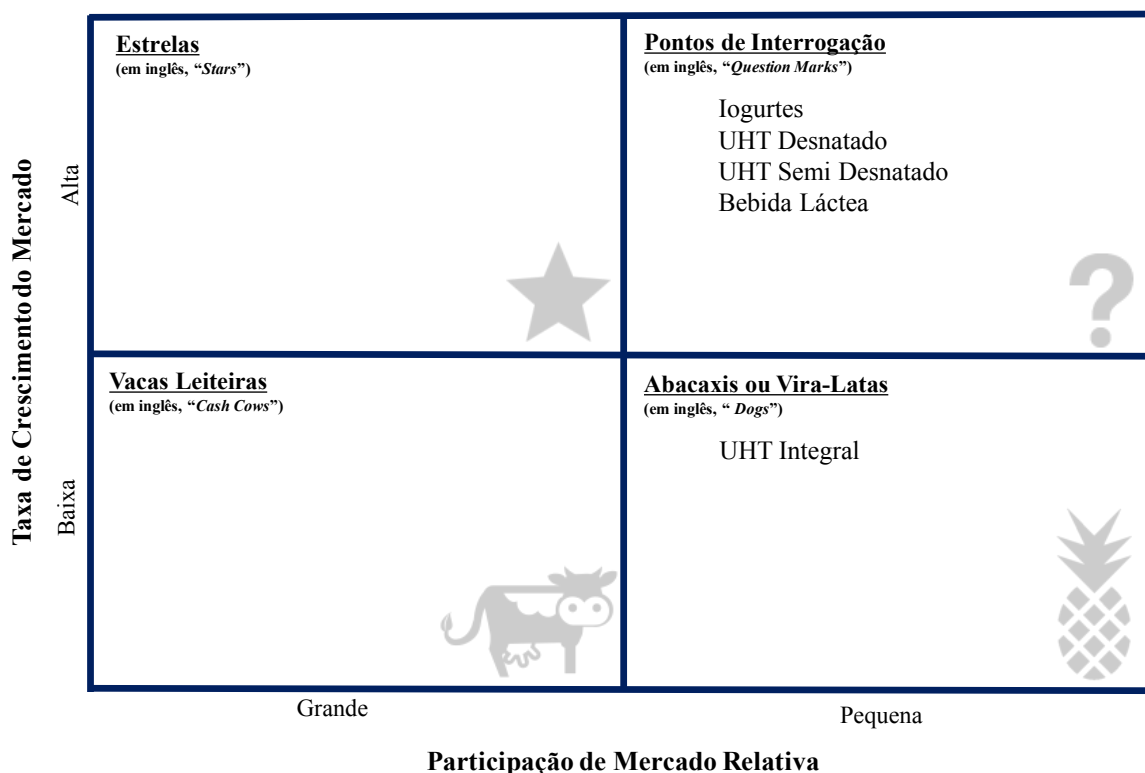 Estrelas
(em inglês, “Stars”)
Pontos de Interrogação
(em inglês, “Question Marks”)
Iogurtes
UHT Desnatado
UHT Semi Desnatado
Bebida Láctea
?
Vacas Leiteiras
(em inglês, “Cash Cows”)
Abacaxis ou Vira-Latas
(em inglês, “ Dogs”)
UHT Integral
Taxa de Crescimento do Mercado
Alta
Baixa
Grande
Pequena
Participação de Mercado Relativa